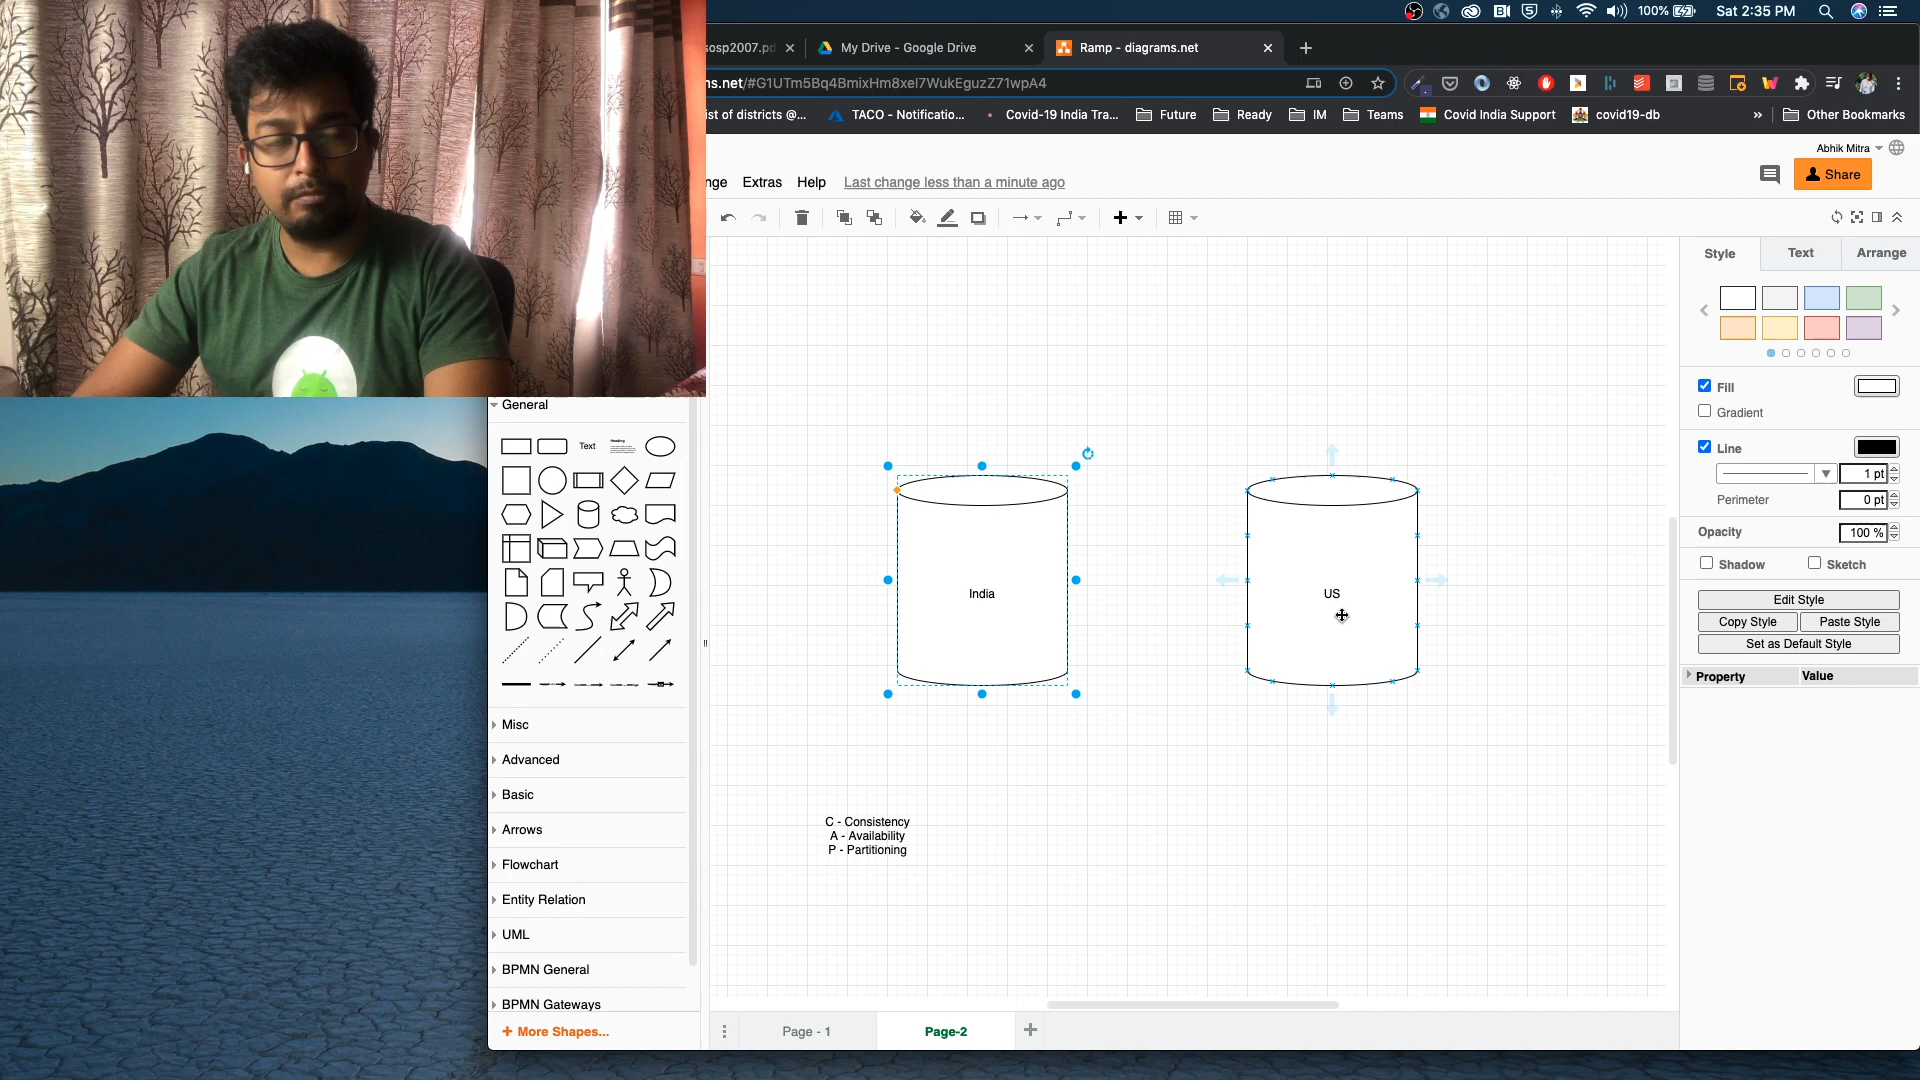 100%
Sat 2:35 PM
sosp2007.pd
My Drive - Google Drive
Ramp - diagrams.net
ms.net/#G1UTm5Bq4BmixHm8xel7WukEguzZ71wpA4
ist of districts @...
TACO - Notificatio...
Covid-19 India Tra...
Future
Ready
IM
Teams
Covid India Support
covid19-db
»
Other Bookmarks
Abhik Mitra
Share
nge
Extras
Help
Last change less than a minute ago
Style
Text
Arrange
Fill
Gradient
Line
1 pt
Perimeter
0 pt
Opacity
100 %
Shadow
Sketch
Edit Style
Copy Style
Paste Style
Set as Default Style
Property
Value
General
Text
Heading
Misc
Advanced
Basic
Arrows
Flowchart
Entity Relation
UML
BPMN General
BPMN Gateways
+ More Shapes...
India
US
C - Consistency
A - Availability
P - Partitioning
Page - 1
Page-2